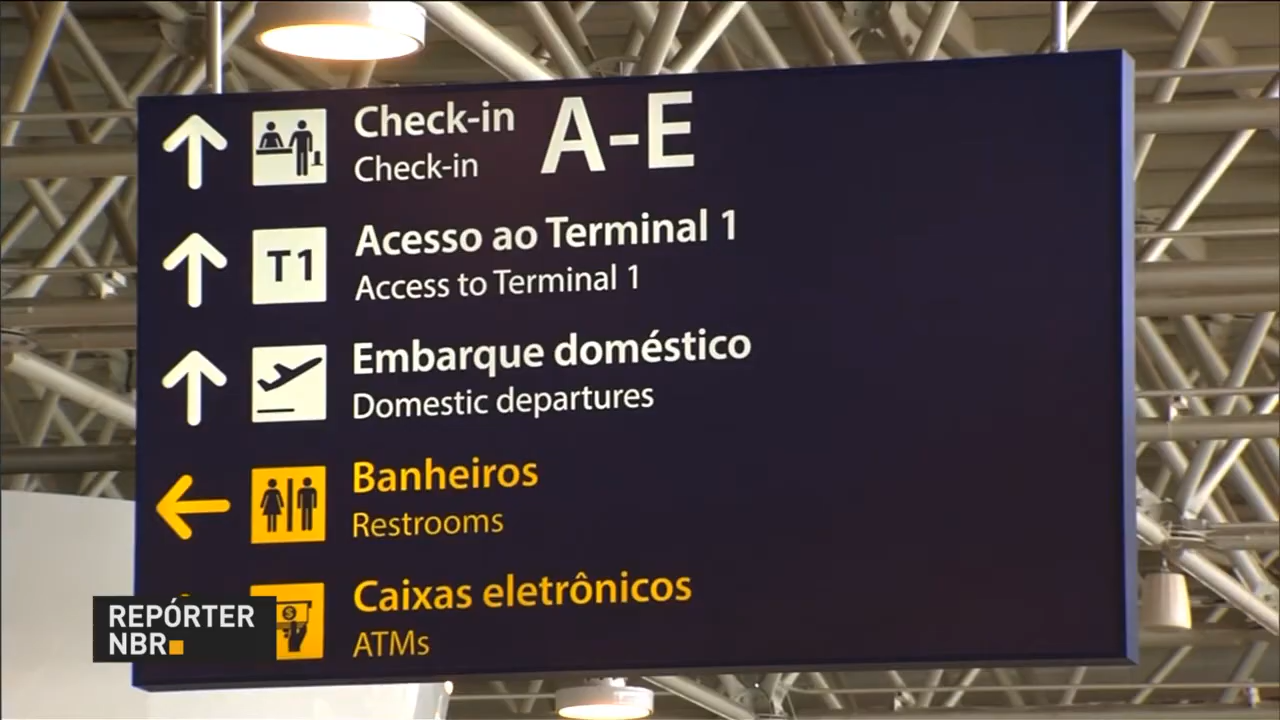 Check-in A-E
Check-in
T1
Acesso ao Terminal 1
Access to Terminal 1
Embarque doméstico
Domestic departures
Banheiros
Restrooms
Caixas eletrônicos
$
ATMs
REPÓRTER
NBR